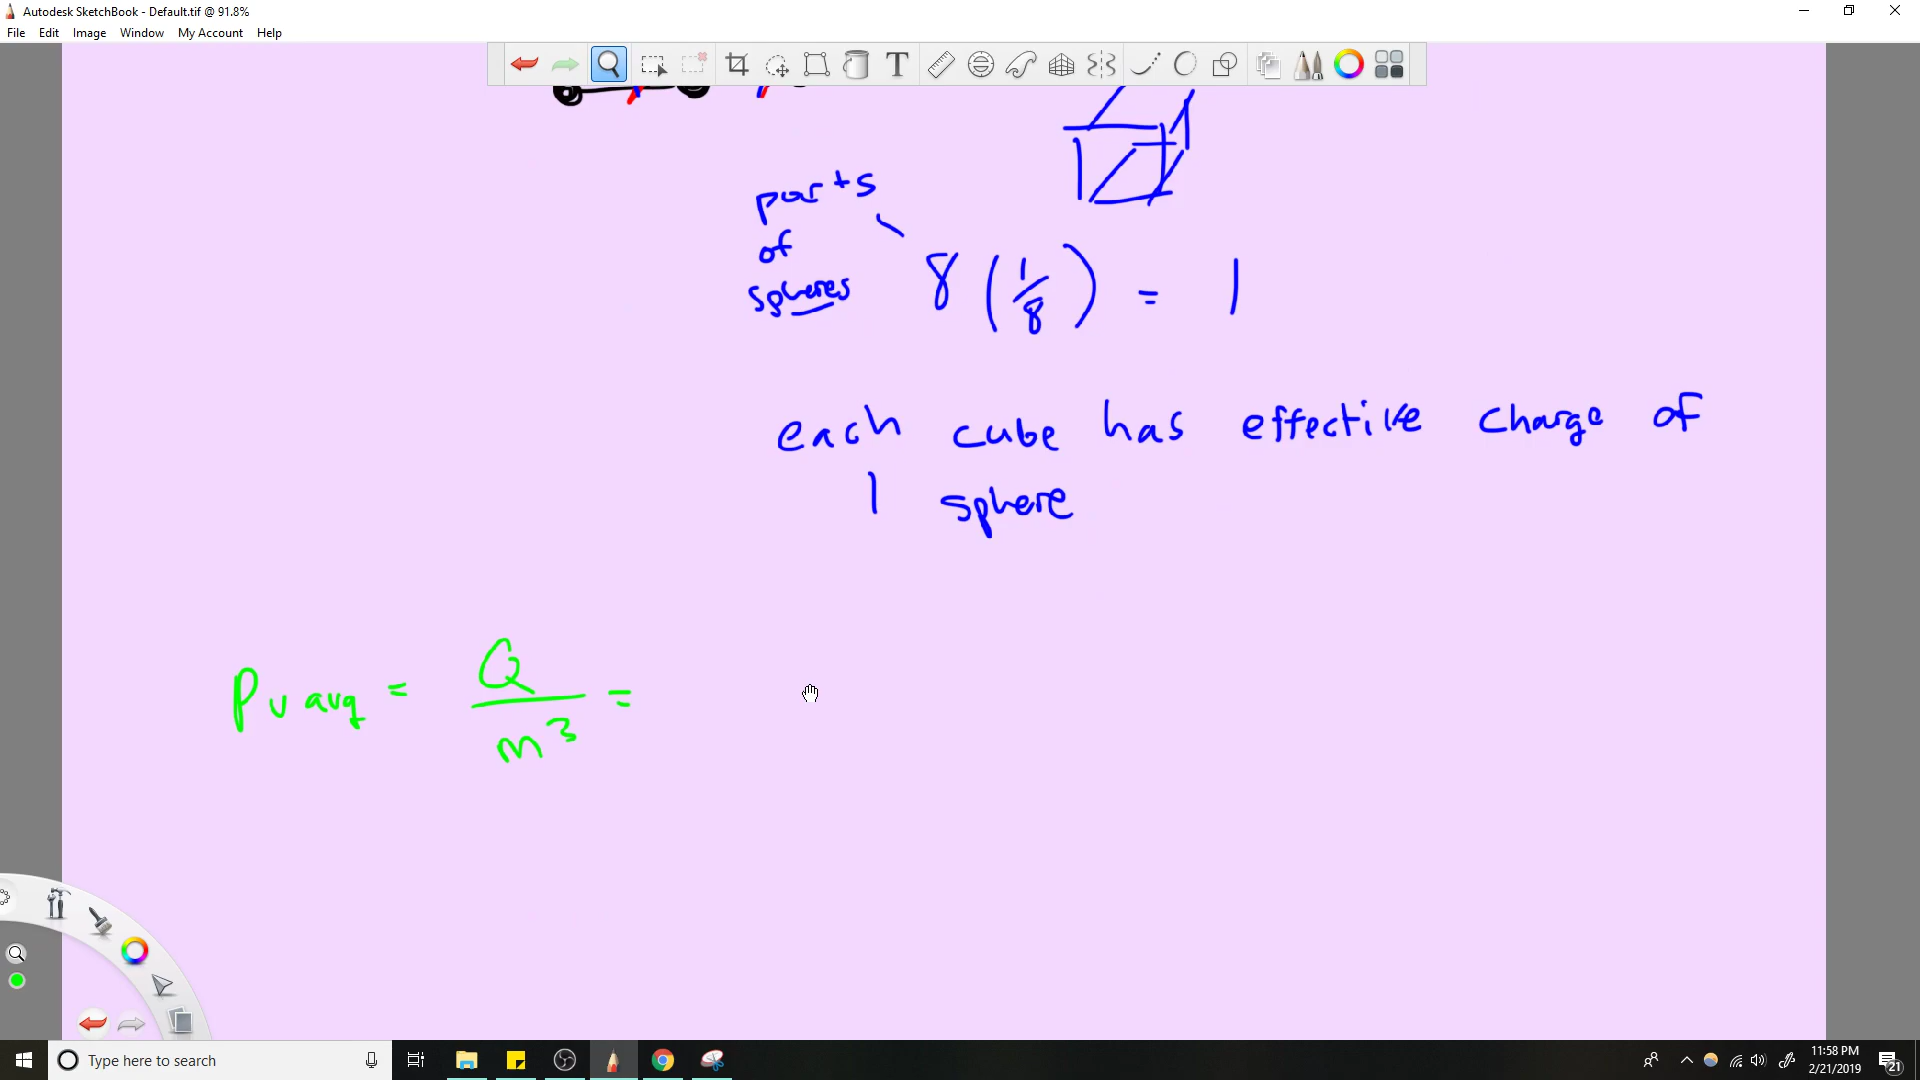 Autodesk SketchBook - Default.tif @ 91.8%
File Edit Image Window My Account Help
T
parts
of
spheres
8 (1/8) = 1
each cube has effective charge of
1 sphere
ρv avg = Q/m³ =
Type here to search
11:58 PM
2/21/2019
21